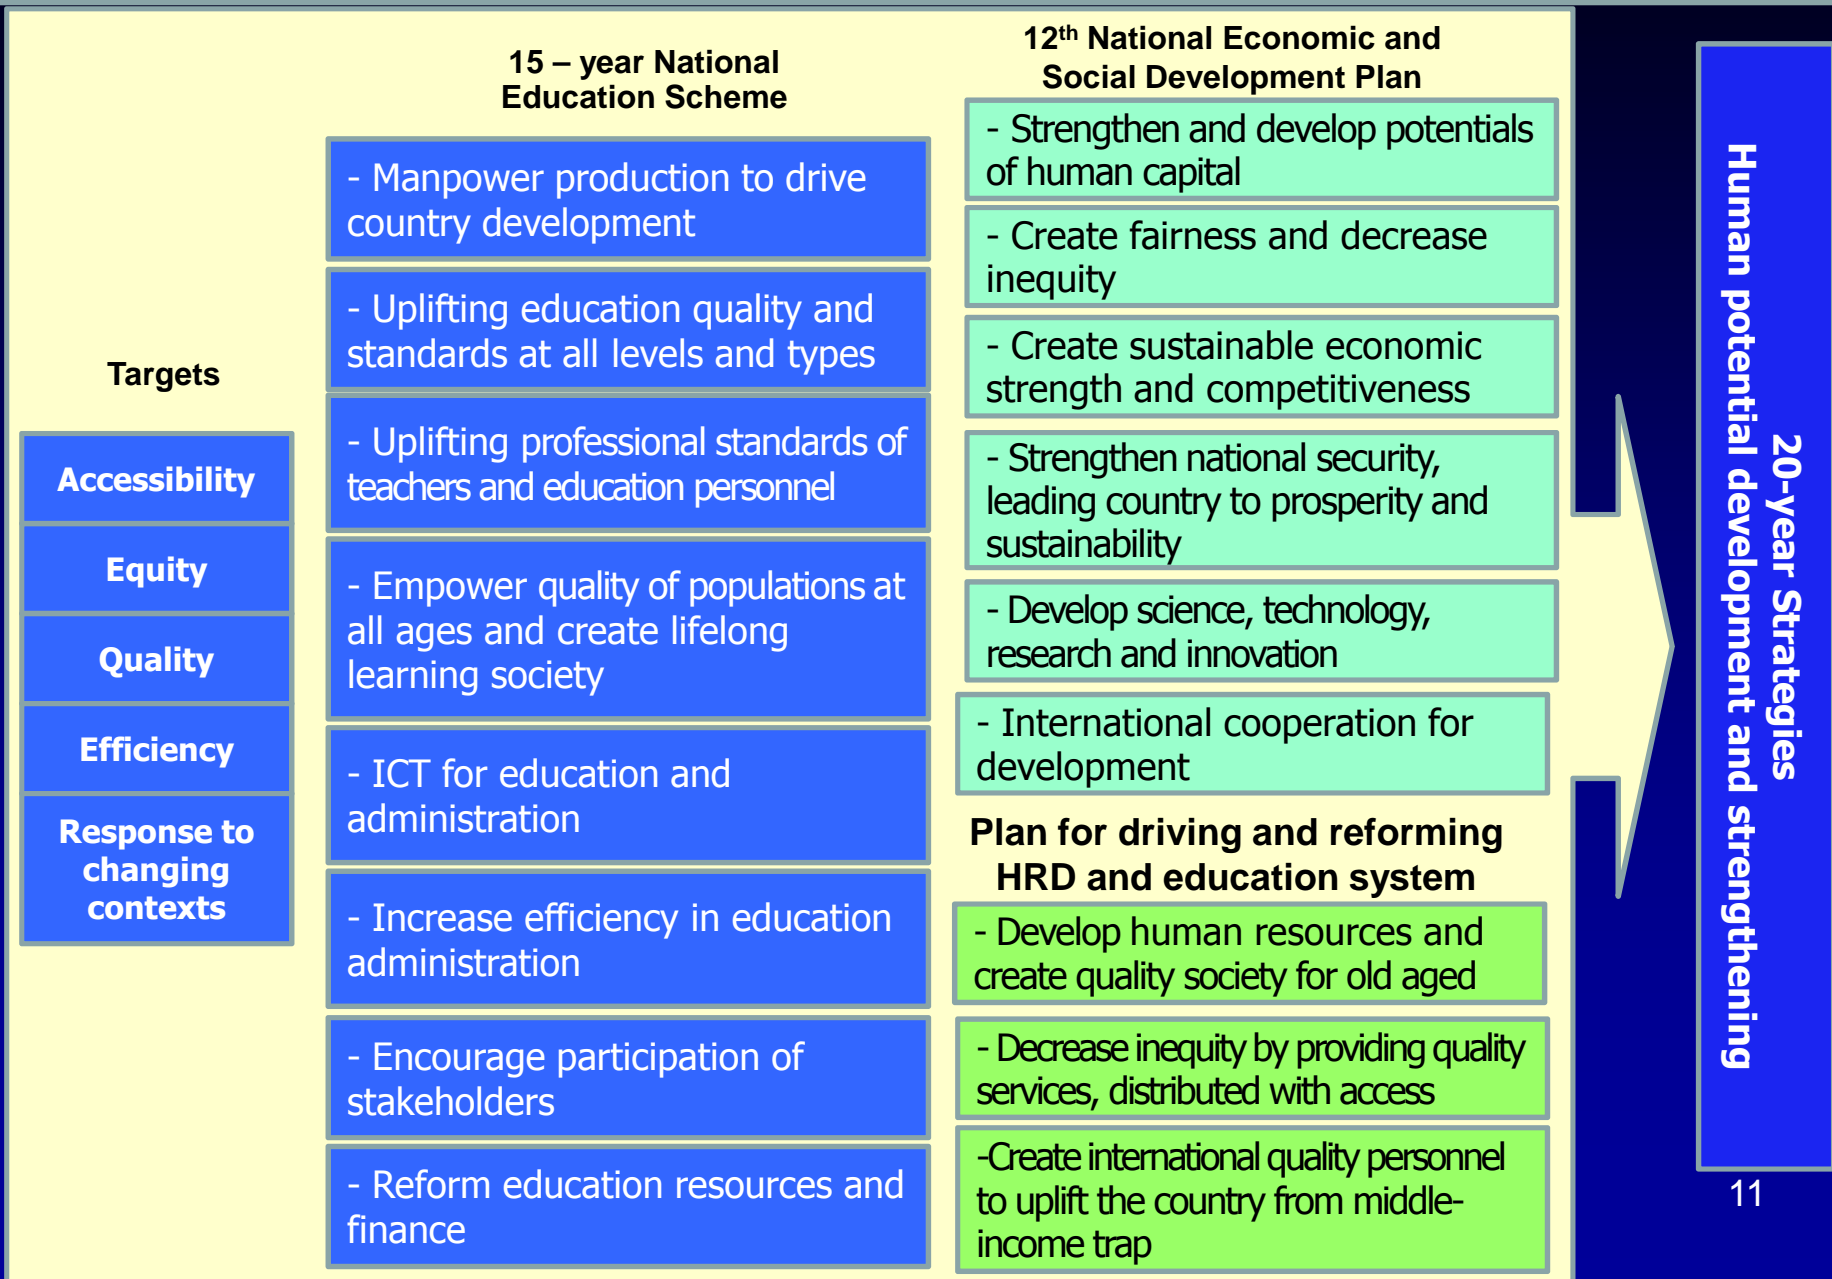 Targets
Accessibility
Equity
Quality
Efficiency
Response to
changing
contexts
15 – year National
Education Scheme
- Manpower production to drive
country development
- Uplifting education quality and
standards at all levels and types
- Uplifting professional standards of
teachers and education personnel
- Empower quality of populations at
all ages and create lifelong
learning society
- ICT for education and
administration
- Increase efficiency in education
administration
- Encourage participation of
stakeholders
- Reform education resources and
finance
12th National Economic and
Social Development Plan
- Strengthen and develop potentials
of human capital
- Create fairness and decrease
inequity
- Create sustainable economic
strength and competitiveness
- Strengthen national security,
leading country to prosperity and
sustainability
- Develop science, technology,
research and innovation
- International cooperation for
development
Plan for driving and reforming
HRD and education system
- Develop human resources and
create quality society for old aged
- Decrease inequity by providing quality
services, distributed with access
-Create international quality personnel
to uplift the country from middle-
income trap
20-year Strategies
Human potential development and strengthening
11